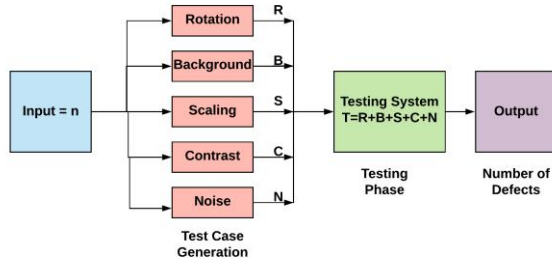 Rotation
R
Background
B
Input = n
Scaling
S
Testing System
T=R+B+S+C+N
Output
Contrast
C
Testing
Phase
Number of
Defects
Noise
N
Test Case
Generation